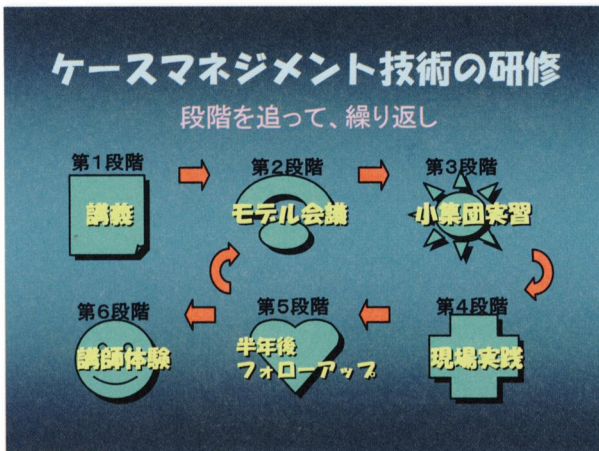 ケースマネジメント技術の研修
段階を追って、繰り返し
第1段階
講義
第2段階
モデル会議
第3段階
小集団実習
第4段階
現場実践
第5段階
半年後
フォローアップ
第6段階
講師体験